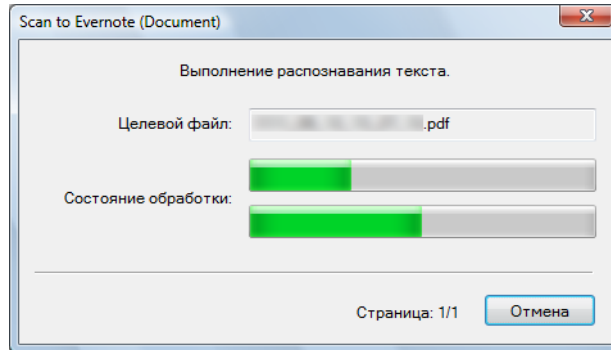 Scan to Evernote (Document)
Выполнение распознавания текста.
Целевой файл: .pdf
Состояние обработки:
Страница: 1/1
Отмена